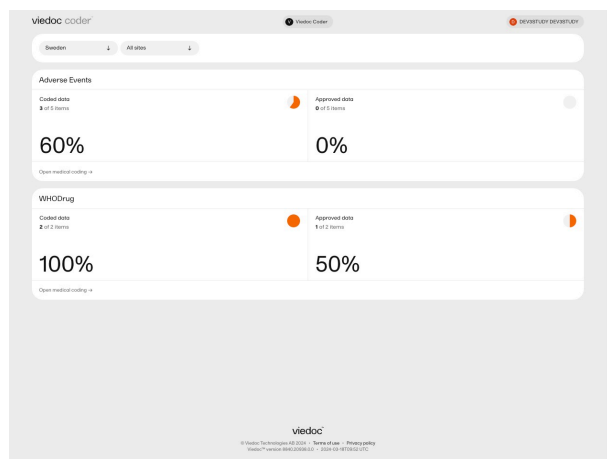 viedoc coder™
V Viedoc Coder
D DEV3STUDY DEV3STUDY
Sweden ↓
All sites ↓
Adverse Events
Coded data
3 of 5 items
60%
Approved data
0 of 5 items
0%
Open medical coding →
WHODrug
Coded data
2 of 2 items
100%
Approved data
1 of 2 items
50%
Open medical coding →
viedoc™
© Viedoc Technologies AB 2024 • Terms of use • Privacy policy